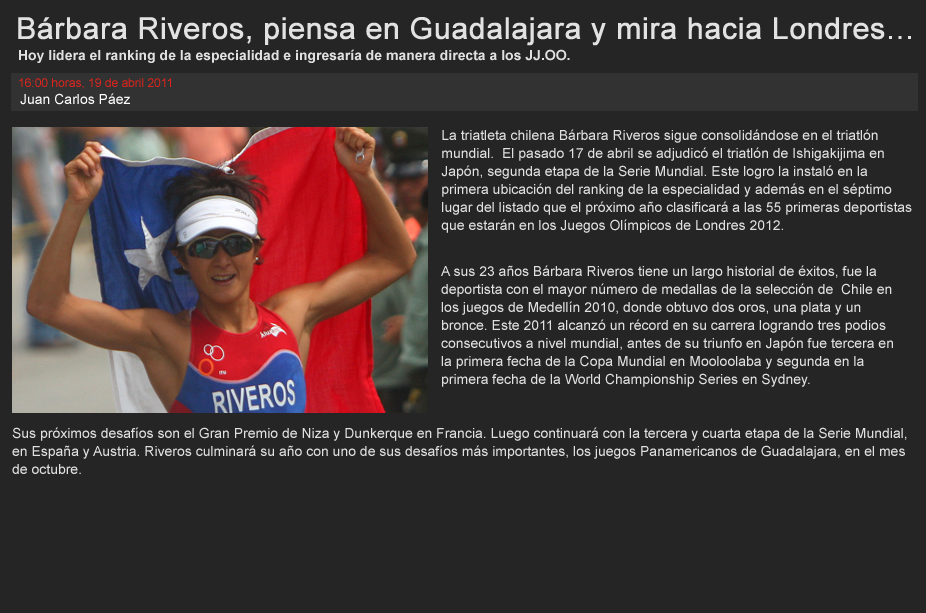 Bárbara Riveros, piensa en Guadalajara y mira hacia Londres...
Hoy lidera el ranking de la especialidad e ingresaría de manera directa a los JJ.OO.
16:00 horas, 19 de abril 2011
Juan Carlos Páez
La triatleta chilena Bárbara Riveros sigue consolidándose en el triatlón
mundial.  El pasado 17 de abril se adjudicó el triatlón de Ishigakijima en
Japón, segunda etapa de la Serie Mundial. Este logro la instaló en la
primera ubicación del ranking de la especialidad y además en el séptimo
lugar del listado que el próximo año clasificará a las 55 primeras deportistas
que estarán en los Juegos Olímpicos de Londres 2012.
A sus 23 años Bárbara Riveros tiene un largo historial de éxitos, fue la
deportista con el mayor número de medallas de la selección de  Chile en
los juegos de Medellín 2010, donde obtuvo dos oros, una plata y un
bronce. Este 2011 alcanzó un récord en su carrera logrando tres podios
consecutivos a nivel mundial, antes de su triunfo en Japón fue tercera en
la primera fecha de la Copa Mundial en Mooloolaba y segunda en la
primera fecha de la World Championship Series en Sydney.
RIVEROS
Sus próximos desafíos son el Gran Premio de Niza y Dunkerque en Francia. Luego continuará con la tercera y cuarta etapa de la Serie Mundial,
en España y Austria. Riveros culminará su año con uno de sus desafíos más importantes, los juegos Panamericanos de Guadalajara, en el mes
de octubre.